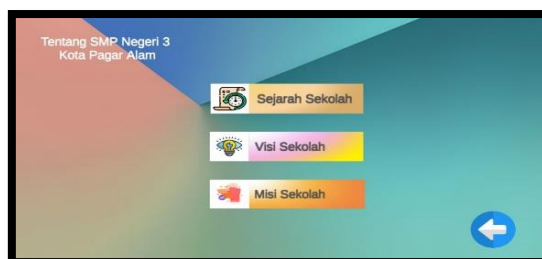 Tentang SMP Negeri 3
Kota Pagar Alam
Sejarah Sekolah
Visi Sekolah
Misi Sekolah